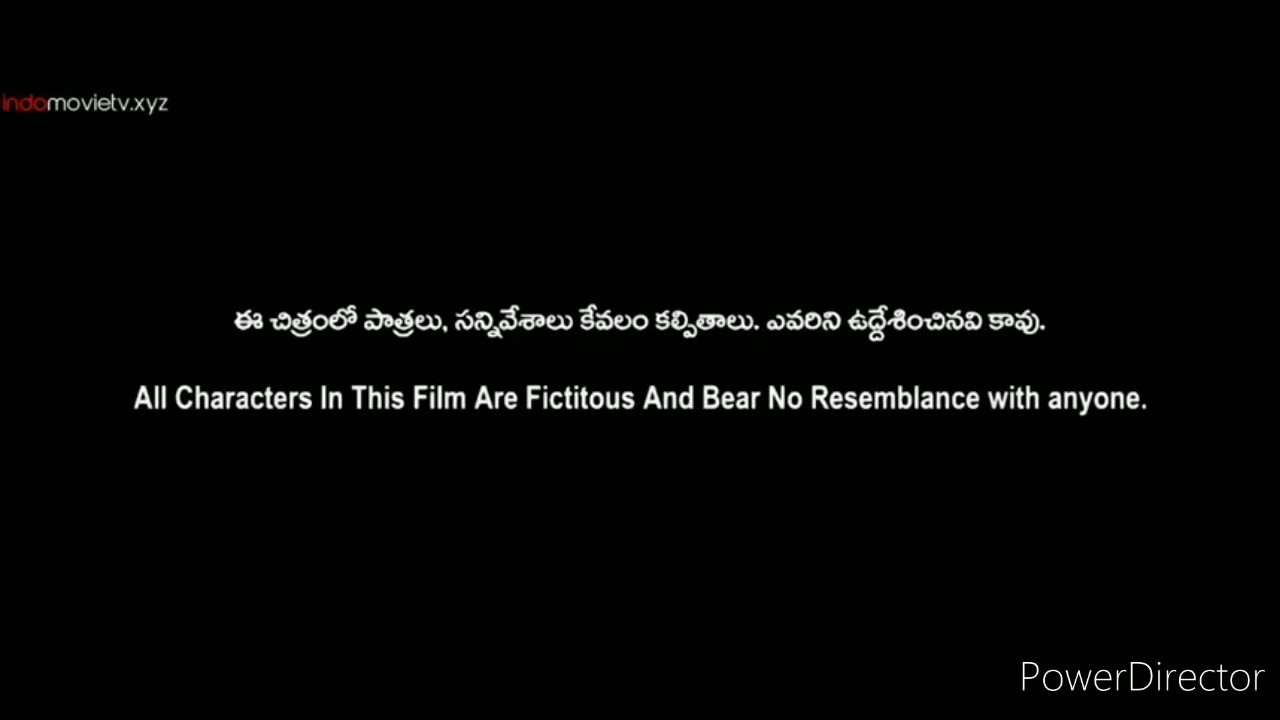 indomovietv.xyz
ఈ చిత్రంలో పాత్రలు, సన్నివేశాలు కేవలం కల్పితాలు. ఎవరిని ఉద్దేశించినవి కావు.
All Characters In This Film Are Fictitous And Bear No Resemblance with anyone.
PowerDirector